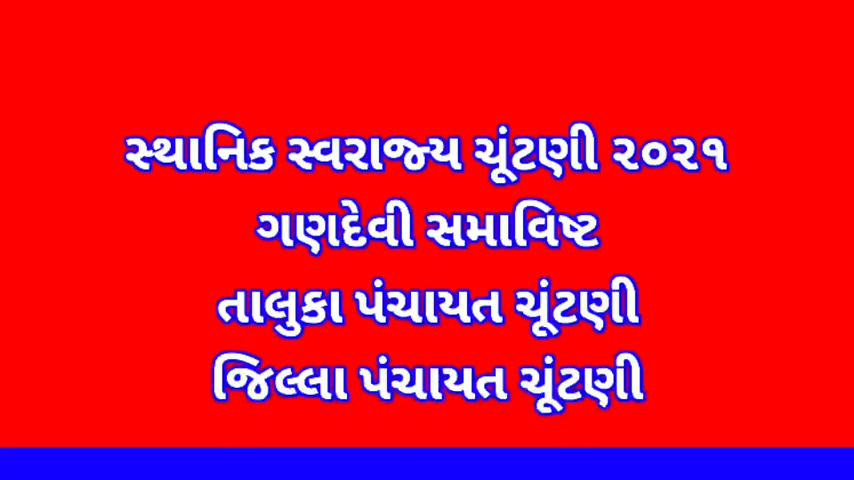 સ્થાનિક સ્વરાજ્ય ચૂંટણી ૨૦૨૧
ગણદેવી સમાવિષ્ટ
તાલુકા પંચાયત ચૂંટણી
જિલ્લા પંચાયત ચૂંટણી